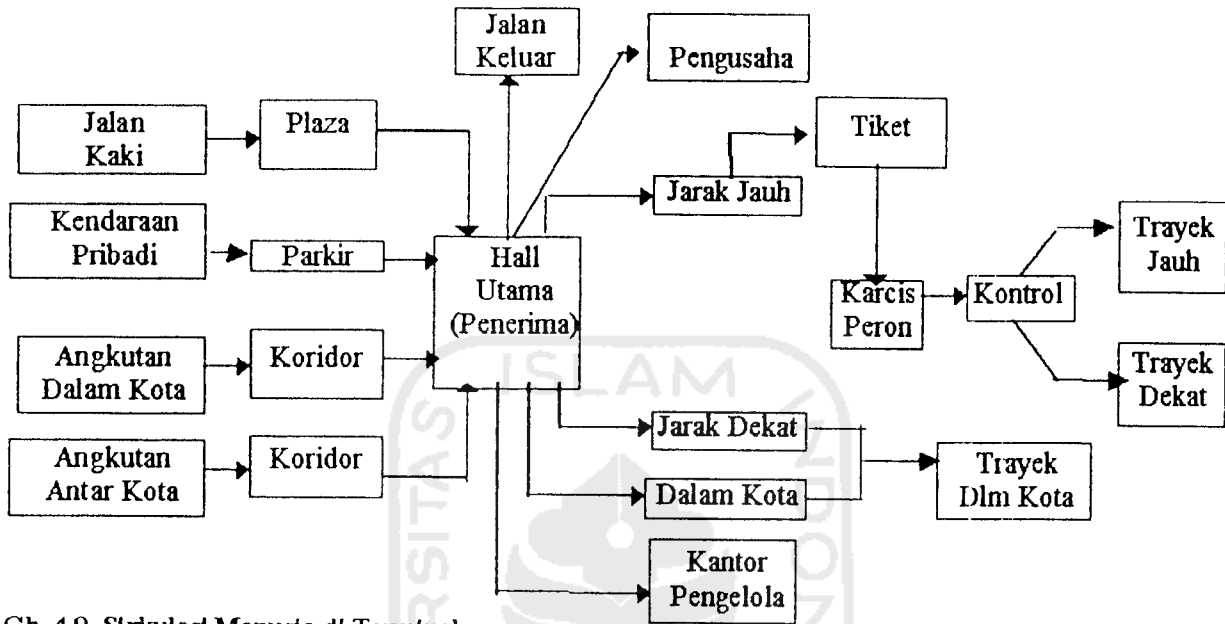 Jalan
Keluar
Pengusaha
Jalan
Kaki
Plaza
Tiket
Jarak Jauh
Kendaraan
Pribadi
Parkir
Hall
Utama
(Penerima)
Trayek
Jauh
Karcis
Peron
Kontrol
Angkutan
Dalam Kota
Koridor
Trayek
Dekat
ISLAM
Jarak Dekat
Angkutan
Antar Kota
Koridor
Trayek
Dlm Kota
Dalam Kota
Kantor
Pengelola